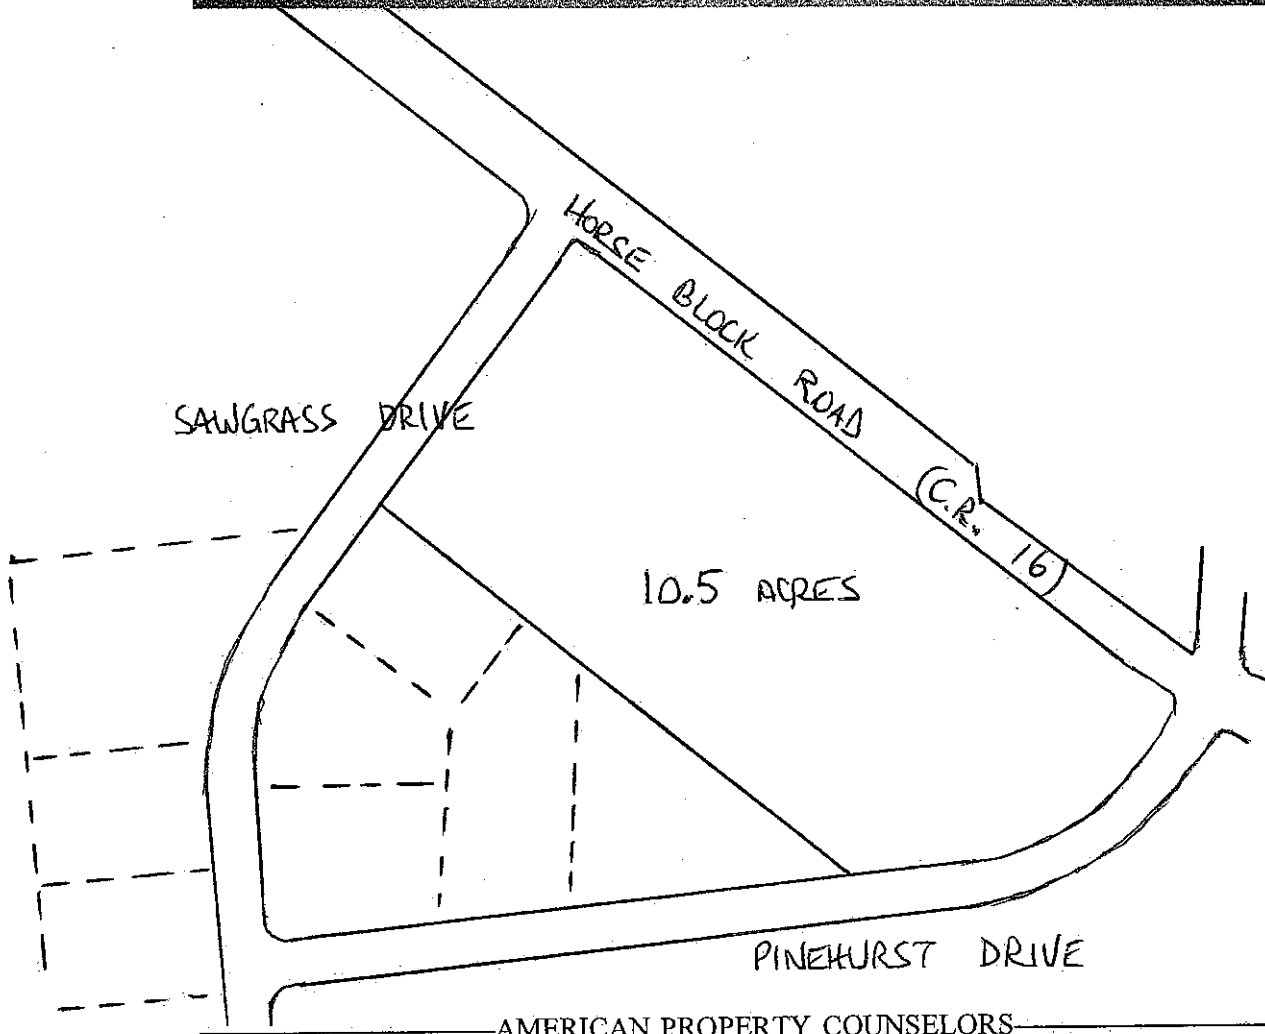 HORSE BLOCK ROAD (C.R. 16)
SAWGRASS DRIVE
10.5 ACRES
PINEHURST DRIVE
AMERICAN PROPERTY COUNSELORS